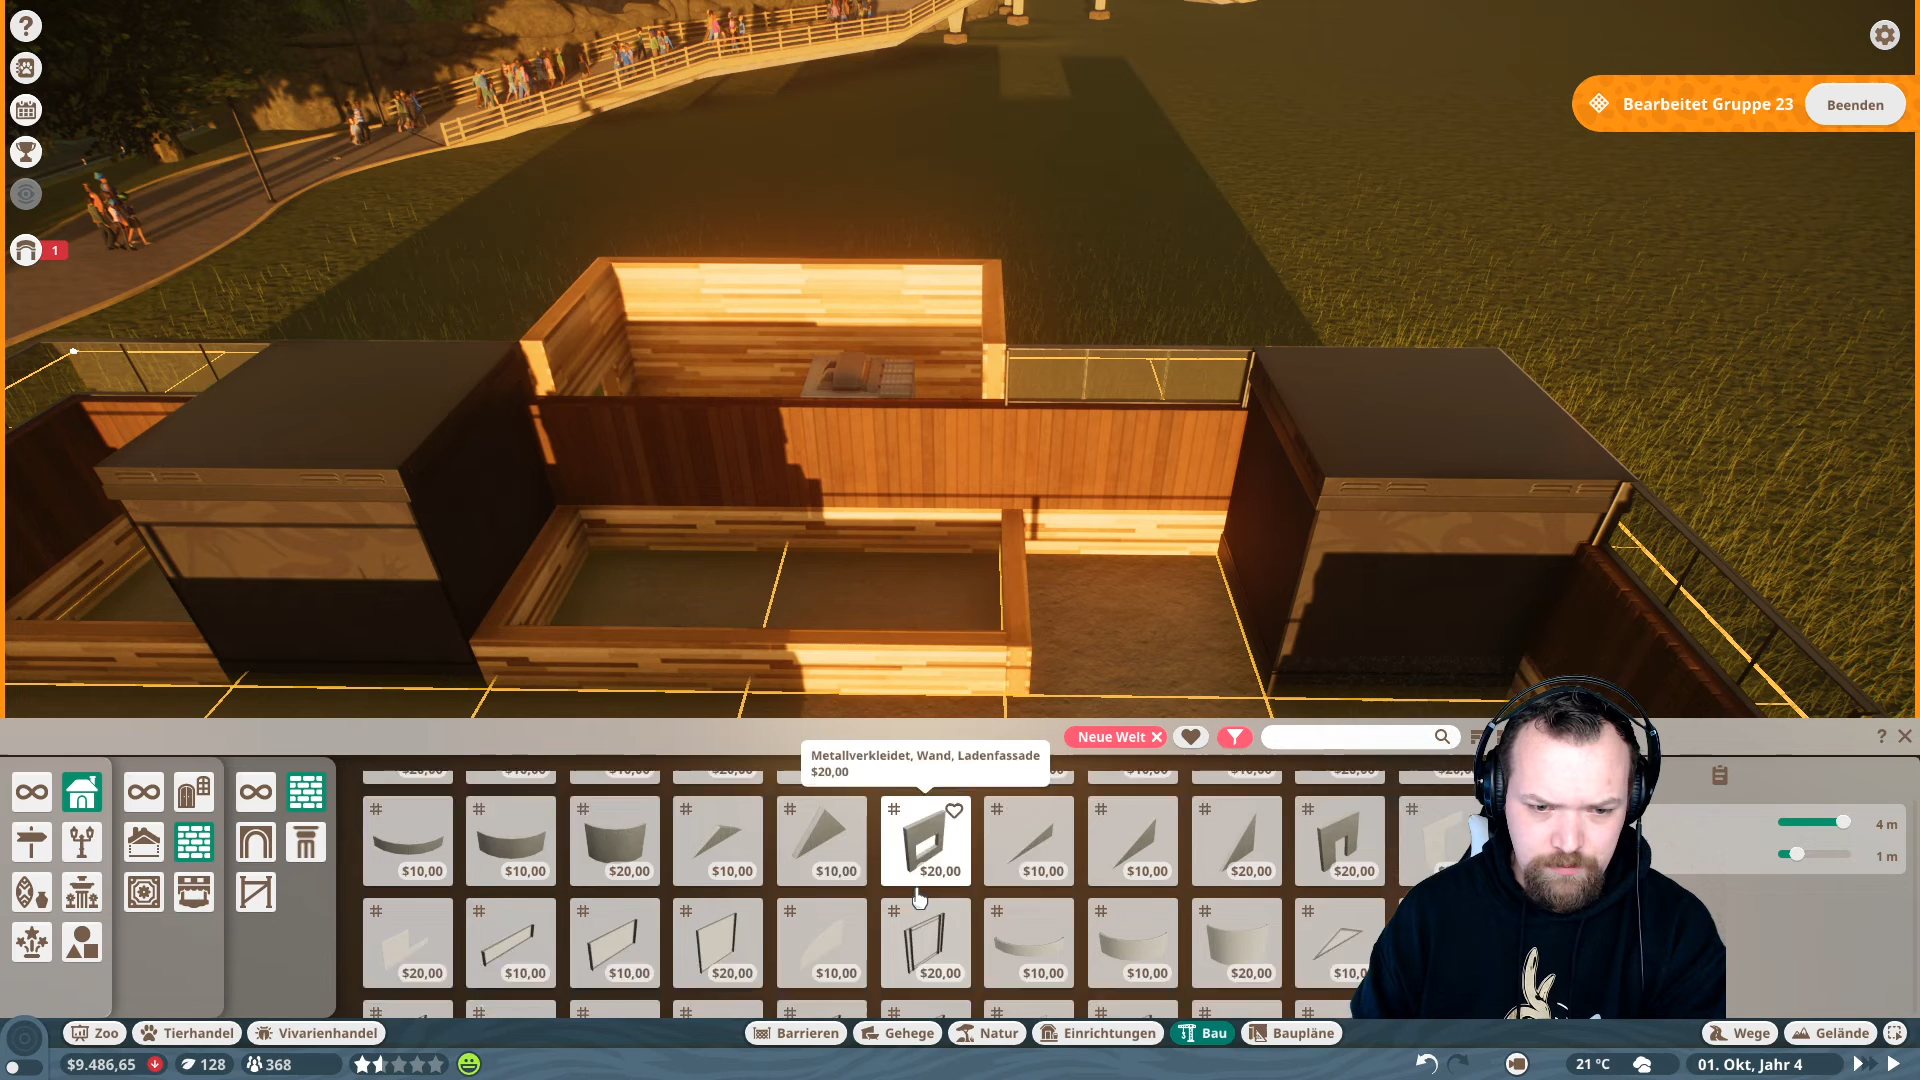 Bearbeitet Gruppe 23
Beenden
1
Neue Welt
Metallverkleidet, Wand, Ladenfassade
$20,00
$10,00
$10,00
$20,00
$10,00
$10,00
$20,00
$10,00
$10,00
$20,00
$20,00
4 m
1 m
$20,00
$10,00
$10,00
$20,00
$10,00
$20,00
$10,00
$10,00
$20,00
Zoo
Tierhandel
Vivarienhandel
Barrieren
Gehege
Natur
Einrichtungen
Bau
Baupläne
Wege
Gelände
$9.486,65
128
368
21 °C
01. Okt, Jahr 4